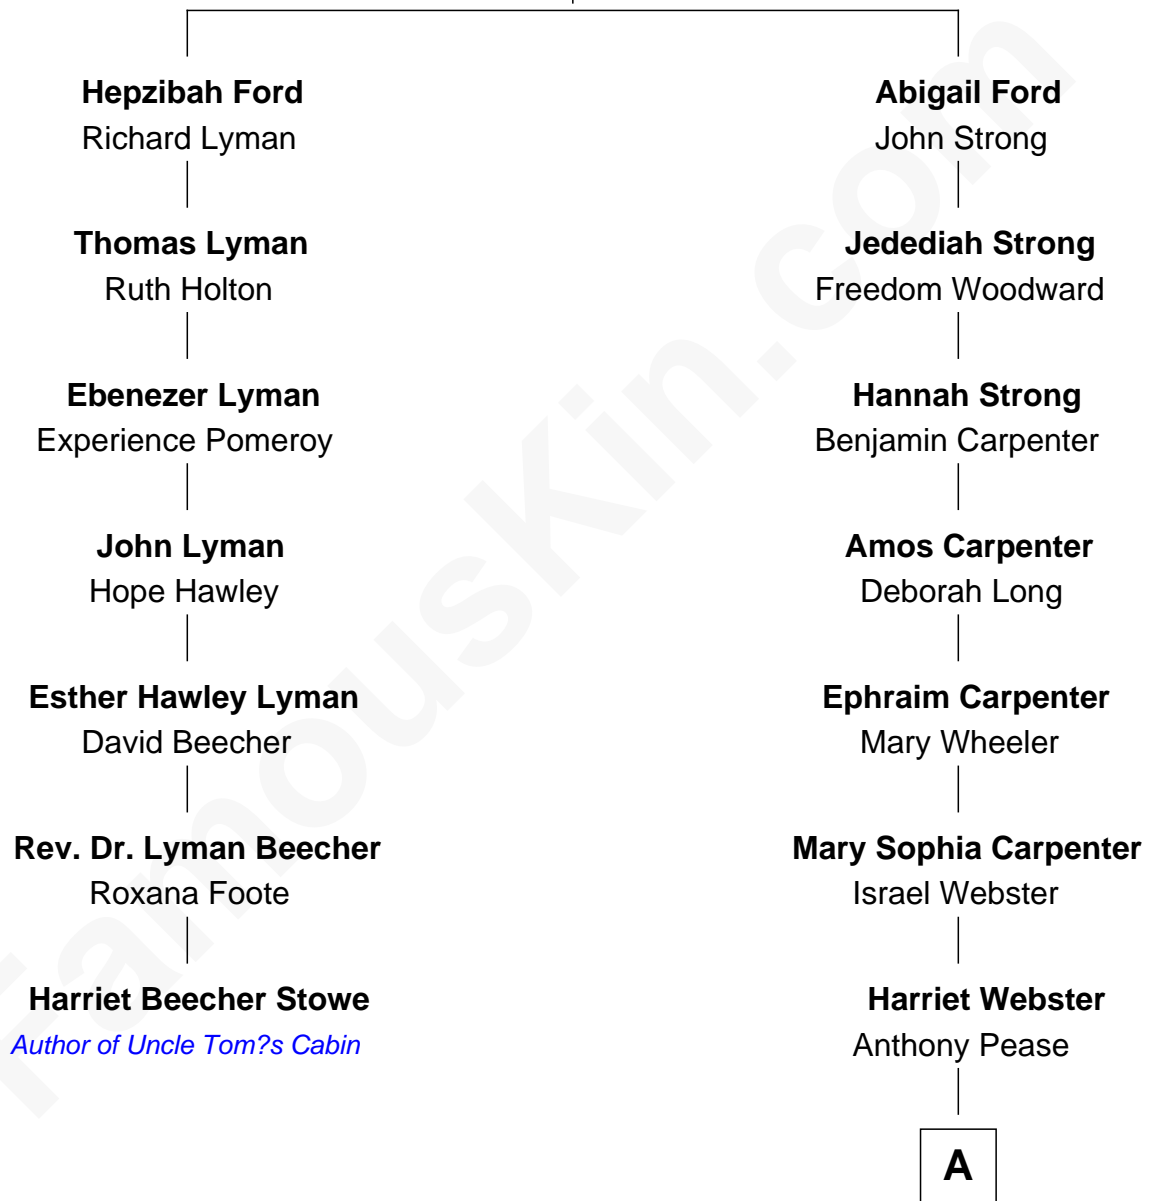 Hepzibah Ford
Richard Lyman
Thomas Lyman
Ruth Holton
Ebenezer Lyman
Experience Pomeroy
John Lyman
Hope Hawley
Esther Hawley Lyman
David Beecher
Rev. Dr. Lyman Beecher
Roxana Foote
Harriet Beecher Stowe
Author of Uncle Tom?s Cabin
Abigail Ford
John Strong
Jedediah Strong
Freedom Woodward
Hannah Strong
Benjamin Carpenter
Amos Carpenter
Deborah Long
Ephraim Carpenter
Mary Wheeler
Mary Sophia Carpenter
Israel Webster
Harriet Webster
Anthony Pease
A
FamousKin.com